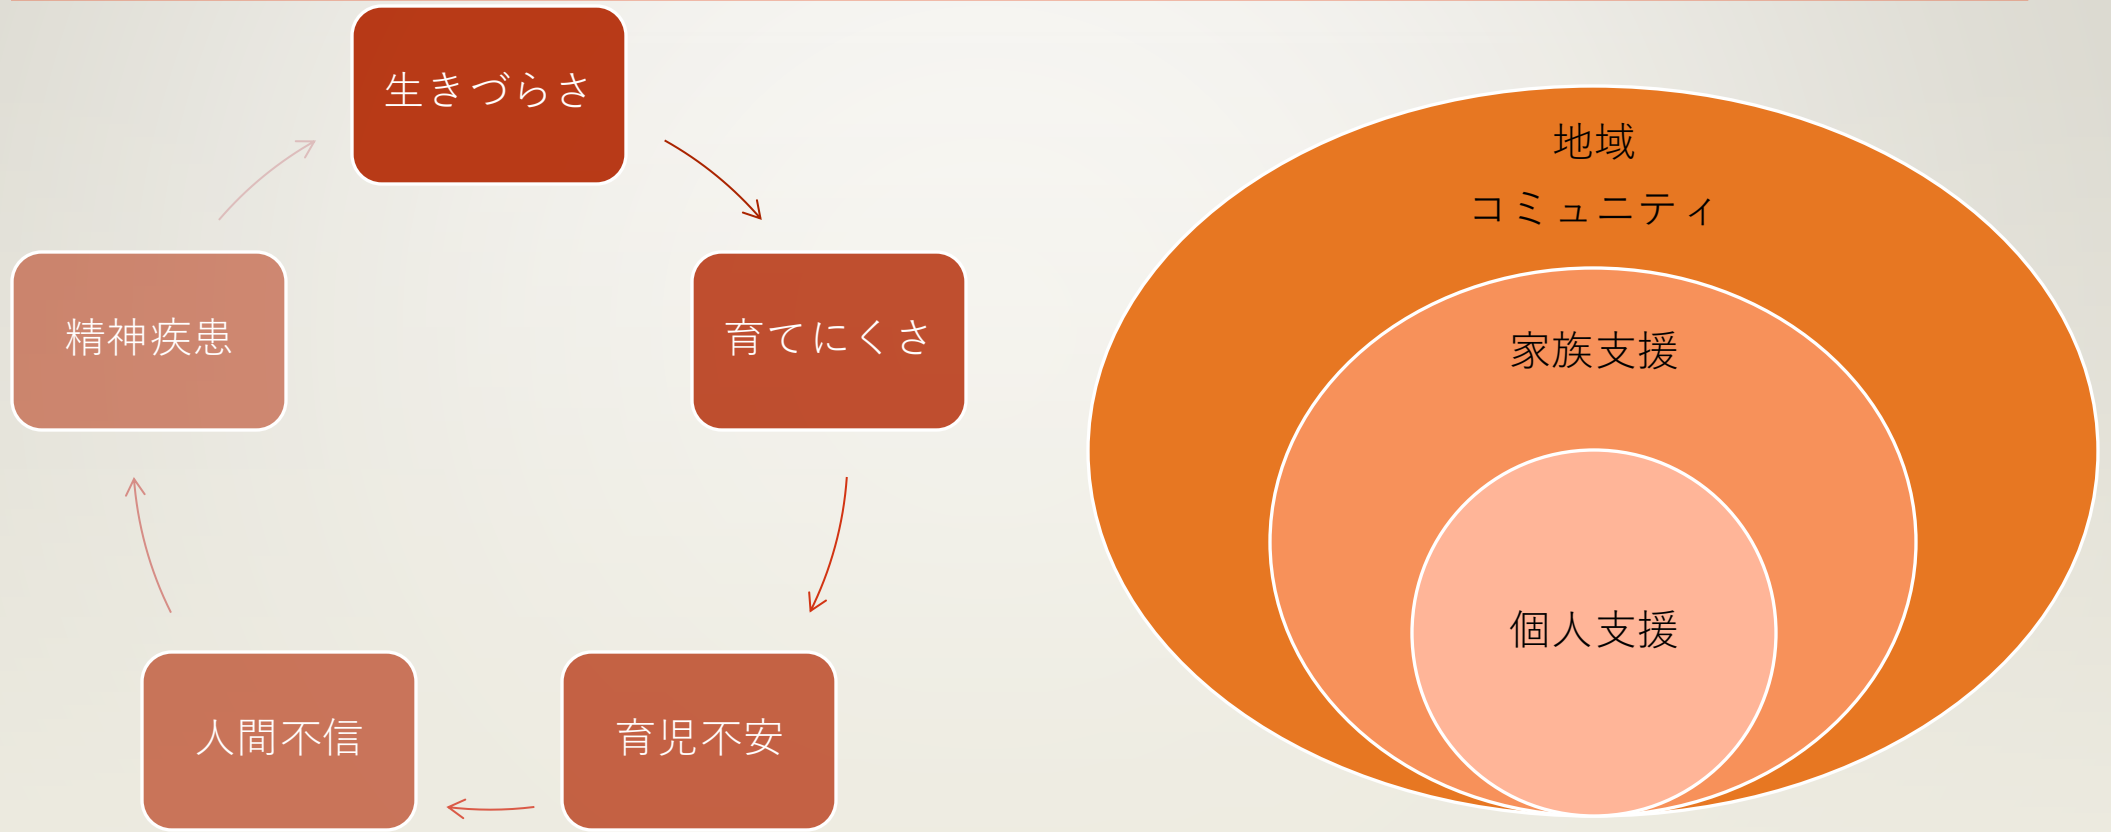 生きづらさ
育てにくさ
育児不安
人間不信
精神疾患
地域
コミュニティ
家族支援
個人支援